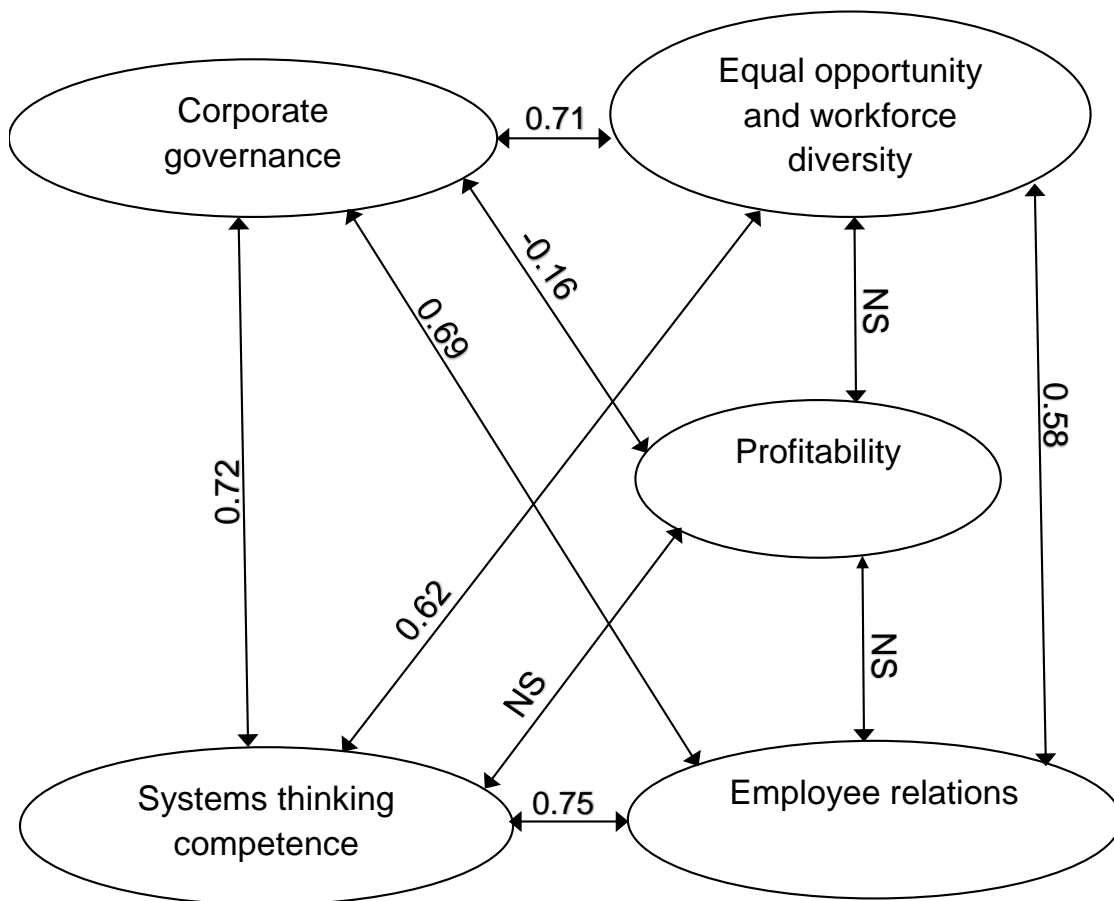 Corporate
governance
0.71
Equal opportunity
and workforce
diversity
-0.16
0.69
NS
0.58
Profitability
0.72
0.62
NS
NS
Systems thinking
competence
0.75
Employee relations